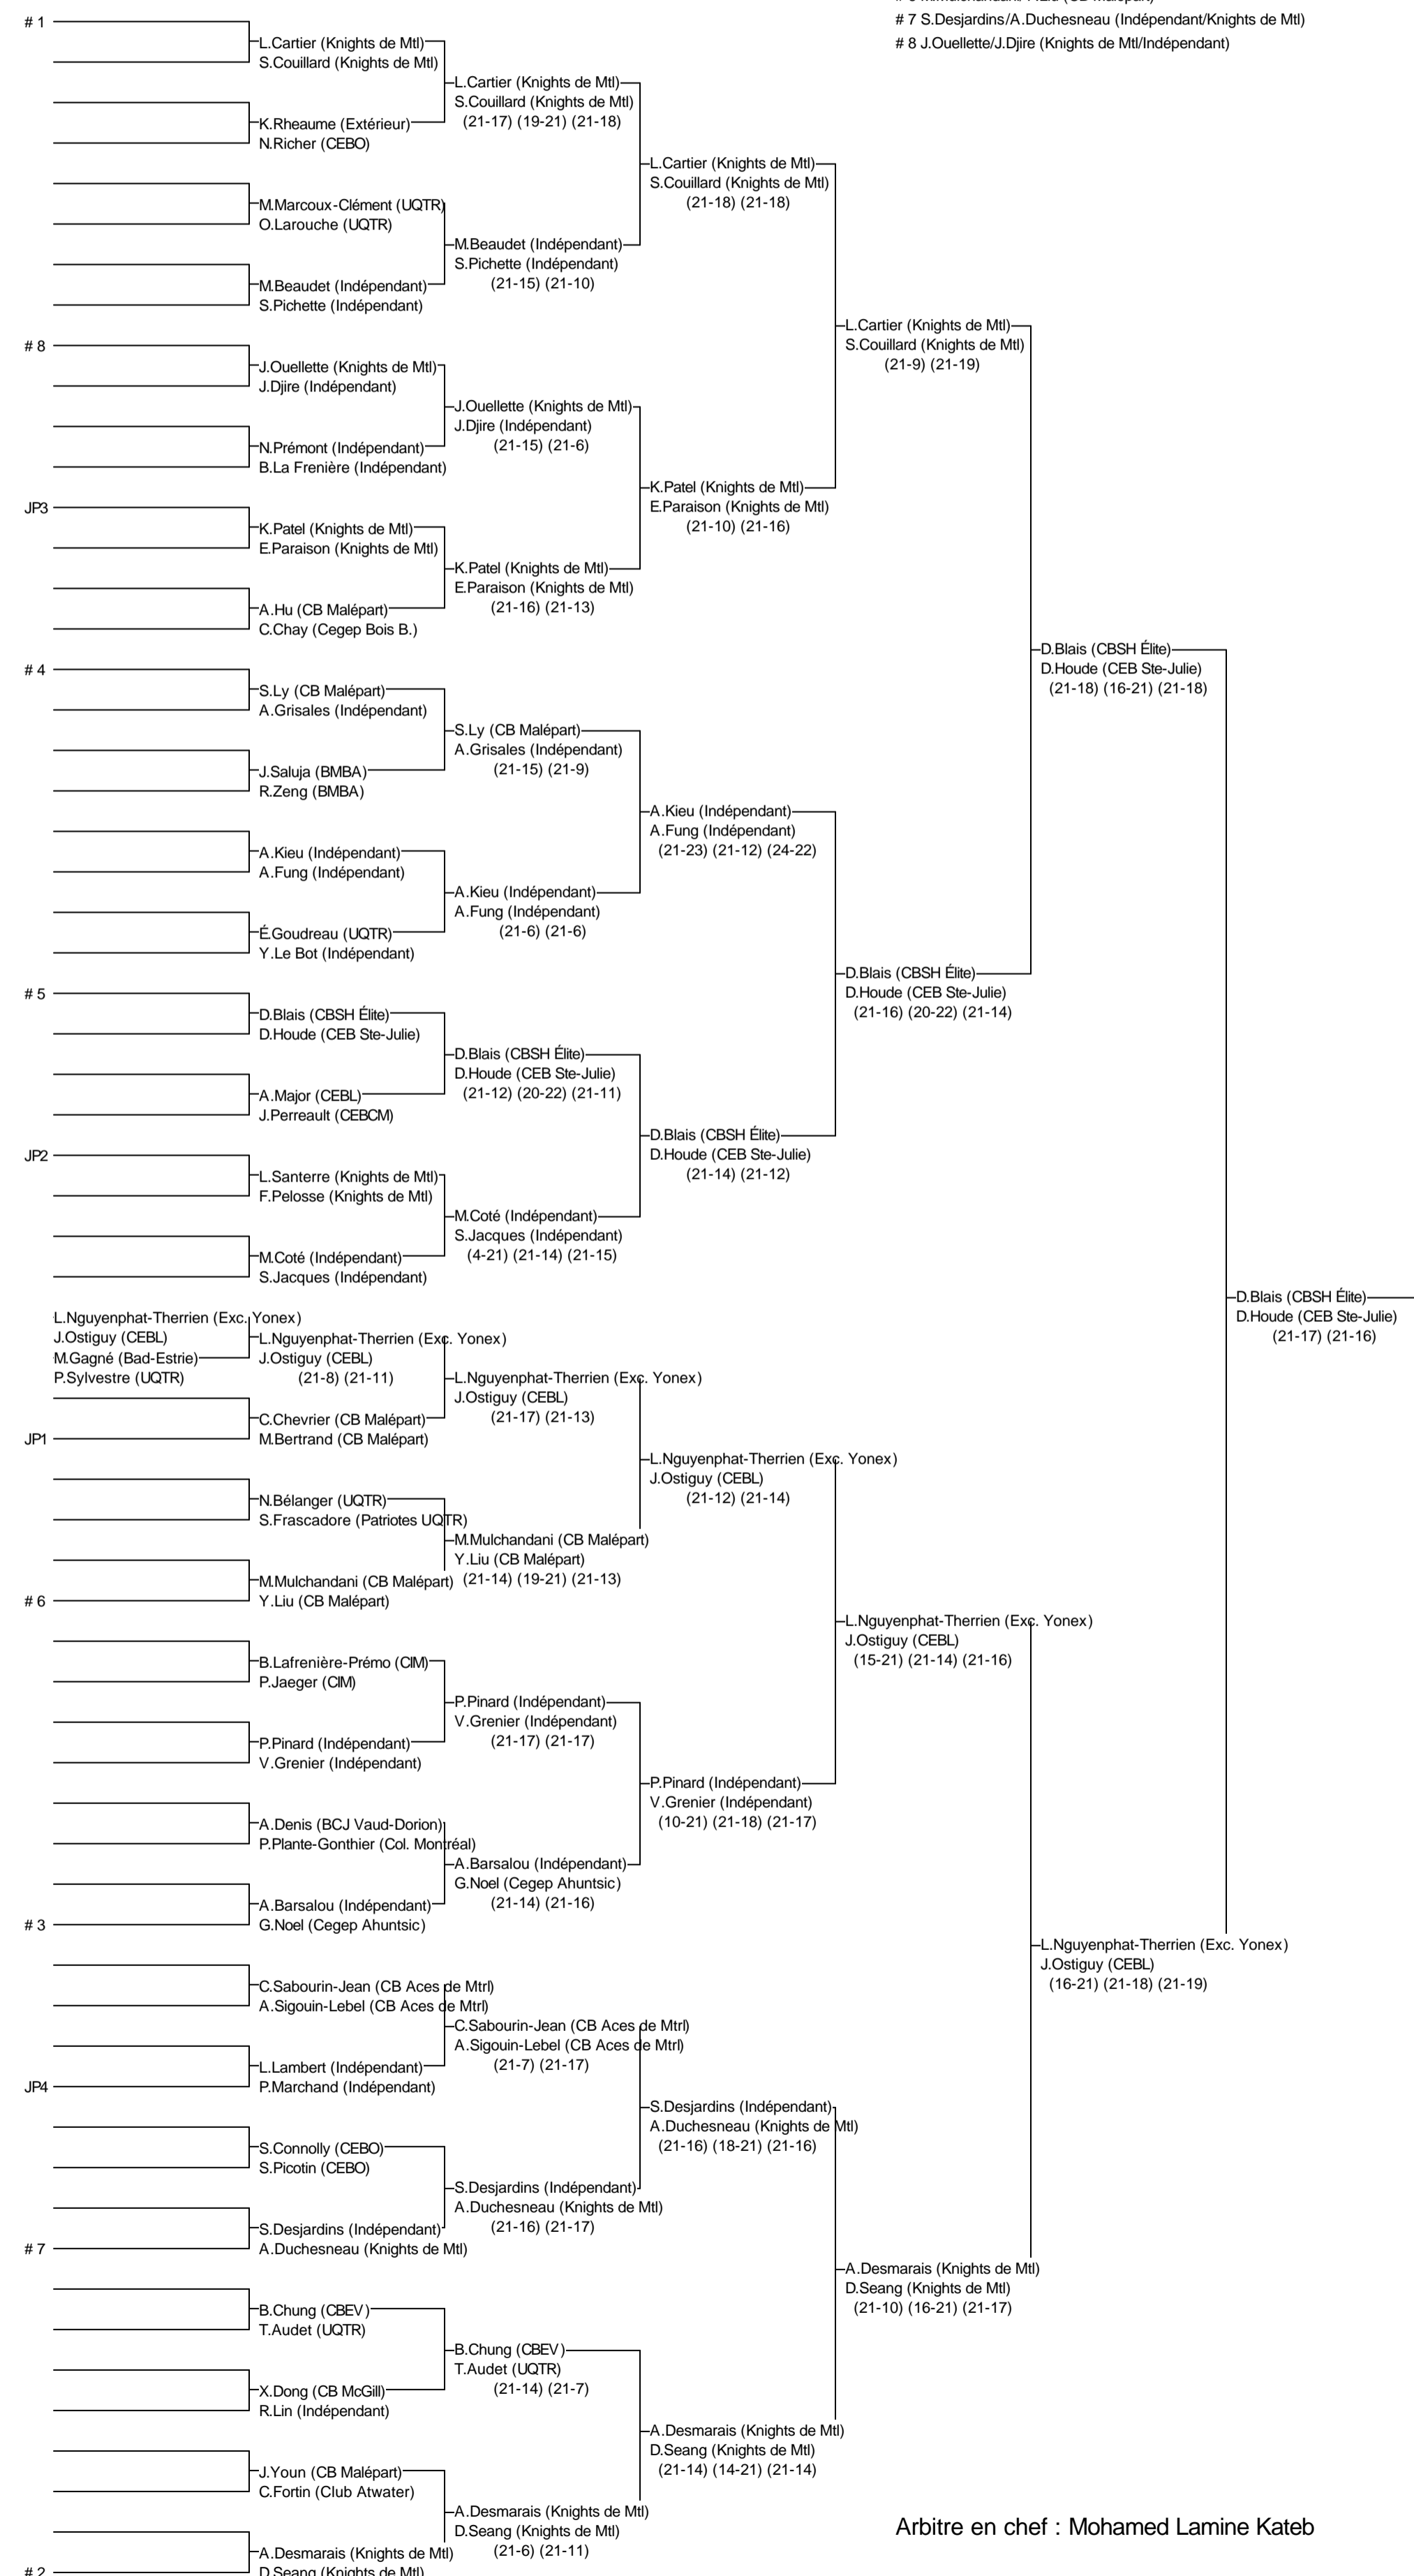 # 7 S.Desjardins/A.Duchesneau (Indépendant/Knights de Mtl)
# 8 J.Ouellette/J.Djire (Knights de Mtl/Indépendant)
# 1
L.Cartier (Knights de Mtl)
S.Couillard (Knights de Mtl)
L.Cartier (Knights de Mtl)
S.Couillard (Knights de Mtl)
(21-17) (19-21) (21-18)
K.Rheaume (Extérieur)
N.Richer (CEBO)
L.Cartier (Knights de Mtl)
S.Couillard (Knights de Mtl)
(21-18) (21-18)
M.Marcoux-Clément (UQTR)
O.Larouche (UQTR)
M.Beaudet (Indépendant)
S.Pichette (Indépendant)
(21-15) (21-10)
M.Beaudet (Indépendant)
S.Pichette (Indépendant)
L.Cartier (Knights de Mtl)
S.Couillard (Knights de Mtl)
(21-9) (21-19)
# 8
J.Ouellette (Knights de Mtl)
J.Djire (Indépendant)
J.Ouellette (Knights de Mtl)
J.Djire (Indépendant)
(21-15) (21-6)
N.Prémont (Indépendant)
B.La Frenière (Indépendant)
K.Patel (Knights de Mtl)
E.Paraison (Knights de Mtl)
(21-10) (21-16)
JP3
K.Patel (Knights de Mtl)
E.Paraison (Knights de Mtl)
K.Patel (Knights de Mtl)
E.Paraison (Knights de Mtl)
(21-16) (21-13)
A.Hu (CB Malépart)
C.Chay (Cegep Bois B.)
D.Blais (CBSH Élite)
D.Houde (CEB Ste-Julie)
(21-18) (16-21) (21-18)
# 4
S.Ly (CB Malépart)
A.Grisales (Indépendant)
S.Ly (CB Malépart)
A.Grisales (Indépendant)
(21-15) (21-9)
J.Saluja (BMBA)
R.Zeng (BMBA)
A.Kieu (Indépendant)
A.Fung (Indépendant)
(21-23) (21-12) (24-22)
A.Kieu (Indépendant)
A.Fung (Indépendant)
A.Kieu (Indépendant)
A.Fung (Indépendant)
(21-6) (21-6)
É.Goudreau (UQTR)
Y.Le Bot (Indépendant)
D.Blais (CBSH Élite)
D.Houde (CEB Ste-Julie)
(21-16) (20-22) (21-14)
# 5
D.Blais (CBSH Élite)
D.Houde (CEB Ste-Julie)
D.Blais (CBSH Élite)
D.Houde (CEB Ste-Julie)
(21-12) (20-22) (21-11)
A.Major (CEBL)
J.Perreault (CEBCM)
D.Blais (CBSH Élite)
D.Houde (CEB Ste-Julie)
(21-14) (21-12)
JP2
L.Santerre (Knights de Mtl)
F.Pelosse (Knights de Mtl)
M.Coté (Indépendant)
S.Jacques (Indépendant)
(4-21) (21-14) (21-15)
M.Coté (Indépendant)
S.Jacques (Indépendant)
D.Blais (CBSH Élite)
D.Houde (CEB Ste-Julie)
(21-17) (21-16)
L.Nguyenphat-Therrien (Exc. Yonex)
J.Ostiguy (CEBL)
M.Gagné (Bad-Estrie)
P.Sylvestre (UQTR)
L.Nguyenphat-Therrien (Exc. Yonex)
J.Ostiguy (CEBL)
(21-8) (21-11)
L.Nguyenphat-Therrien (Exc. Yonex)
J.Ostiguy (CEBL)
(21-17) (21-13)
C.Chevrier (CB Malépart)
M.Bertrand (CB Malépart)
JP1
L.Nguyenphat-Therrien (Exc. Yonex)
J.Ostiguy (CEBL)
(21-12) (21-14)
N.Bélanger (UQTR)
S.Frascadore (Patriotes UQTR)
M.Mulchandani (CB Malépart)
Y.Liu (CB Malépart)
(21-14) (19-21) (21-13)
M.Mulchandani (CB Malépart)
Y.Liu (CB Malépart)
# 6
L.Nguyenphat-Therrien (Exc. Yonex)
J.Ostiguy (CEBL)
(15-21) (21-14) (21-16)
B.Lafrenière-Prémo (CIM)
P.Jaeger (CIM)
P.Pinard (Indépendant)
V.Grenier (Indépendant)
(21-17) (21-17)
P.Pinard (Indépendant)
V.Grenier (Indépendant)
P.Pinard (Indépendant)
V.Grenier (Indépendant)
(10-21) (21-18) (21-17)
A.Denis (BCJ Vaud-Dorion)
P.Plante-Gonthier (Col. Montréal)
A.Barsalou (Indépendant)
G.Noel (Cegep Ahuntsic)
(21-14) (21-16)
A.Barsalou (Indépendant)
G.Noel (Cegep Ahuntsic)
# 3
L.Nguyenphat-Therrien (Exc. Yonex)
J.Ostiguy (CEBL)
(16-21) (21-18) (21-19)
C.Sabourin-Jean (CB Aces de Mtrl)
A.Sigouin-Lebel (CB Aces de Mtrl)
C.Sabourin-Jean (CB Aces de Mtrl)
A.Sigouin-Lebel (CB Aces de Mtrl)
(21-7) (21-17)
L.Lambert (Indépendant)
P.Marchand (Indépendant)
JP4
S.Desjardins (Indépendant)
A.Duchesneau (Knights de Mtl)
(21-16) (18-21) (21-16)
S.Connolly (CEBO)
S.Picotin (CEBO)
S.Desjardins (Indépendant)
A.Duchesneau (Knights de Mtl)
(21-16) (21-17)
S.Desjardins (Indépendant)
A.Duchesneau (Knights de Mtl)
# 7
A.Desmarais (Knights de Mtl)
D.Seang (Knights de Mtl)
(21-10) (16-21) (21-17)
B.Chung (CBEV)
T.Audet (UQTR)
B.Chung (CBEV)
T.Audet (UQTR)
(21-14) (21-7)
X.Dong (CB McGill)
R.Lin (Indépendant)
A.Desmarais (Knights de Mtl)
D.Seang (Knights de Mtl)
(21-14) (14-21) (21-14)
J.Youn (CB Malépart)
C.Fortin (Club Atwater)
A.Desmarais (Knights de Mtl)
D.Seang (Knights de Mtl)
(21-6) (21-11)
A.Desmarais (Knights de Mtl)
D.Seang (Knights de Mtl)
# 2
Arbitre en chef : Mohamed Lamine Kateb